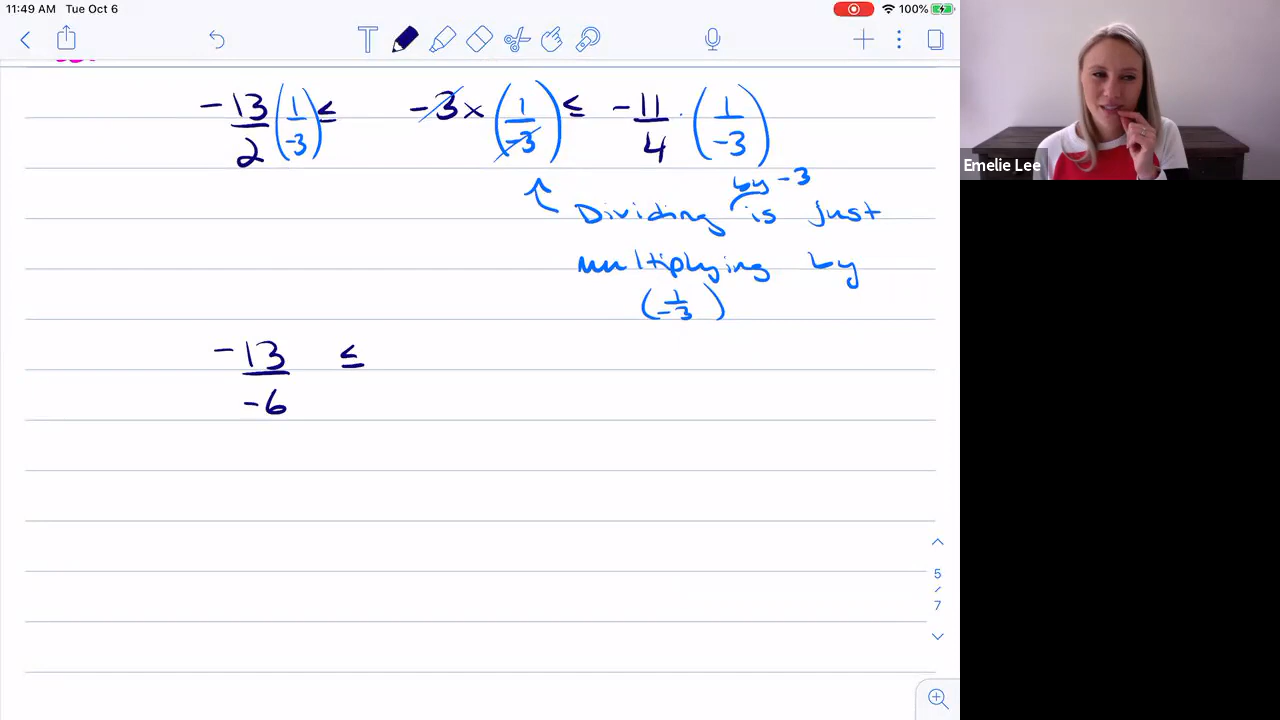 11:49 AM Tue Oct 6
100%
-13/2 (1/-3) ≤ -3x (1/-3) ≤ -11/4 · (1/-3)
by -3
Dividing is just
multiplying by
(1/-3)
-13/-6 ≤
5/7
Emelie Lee